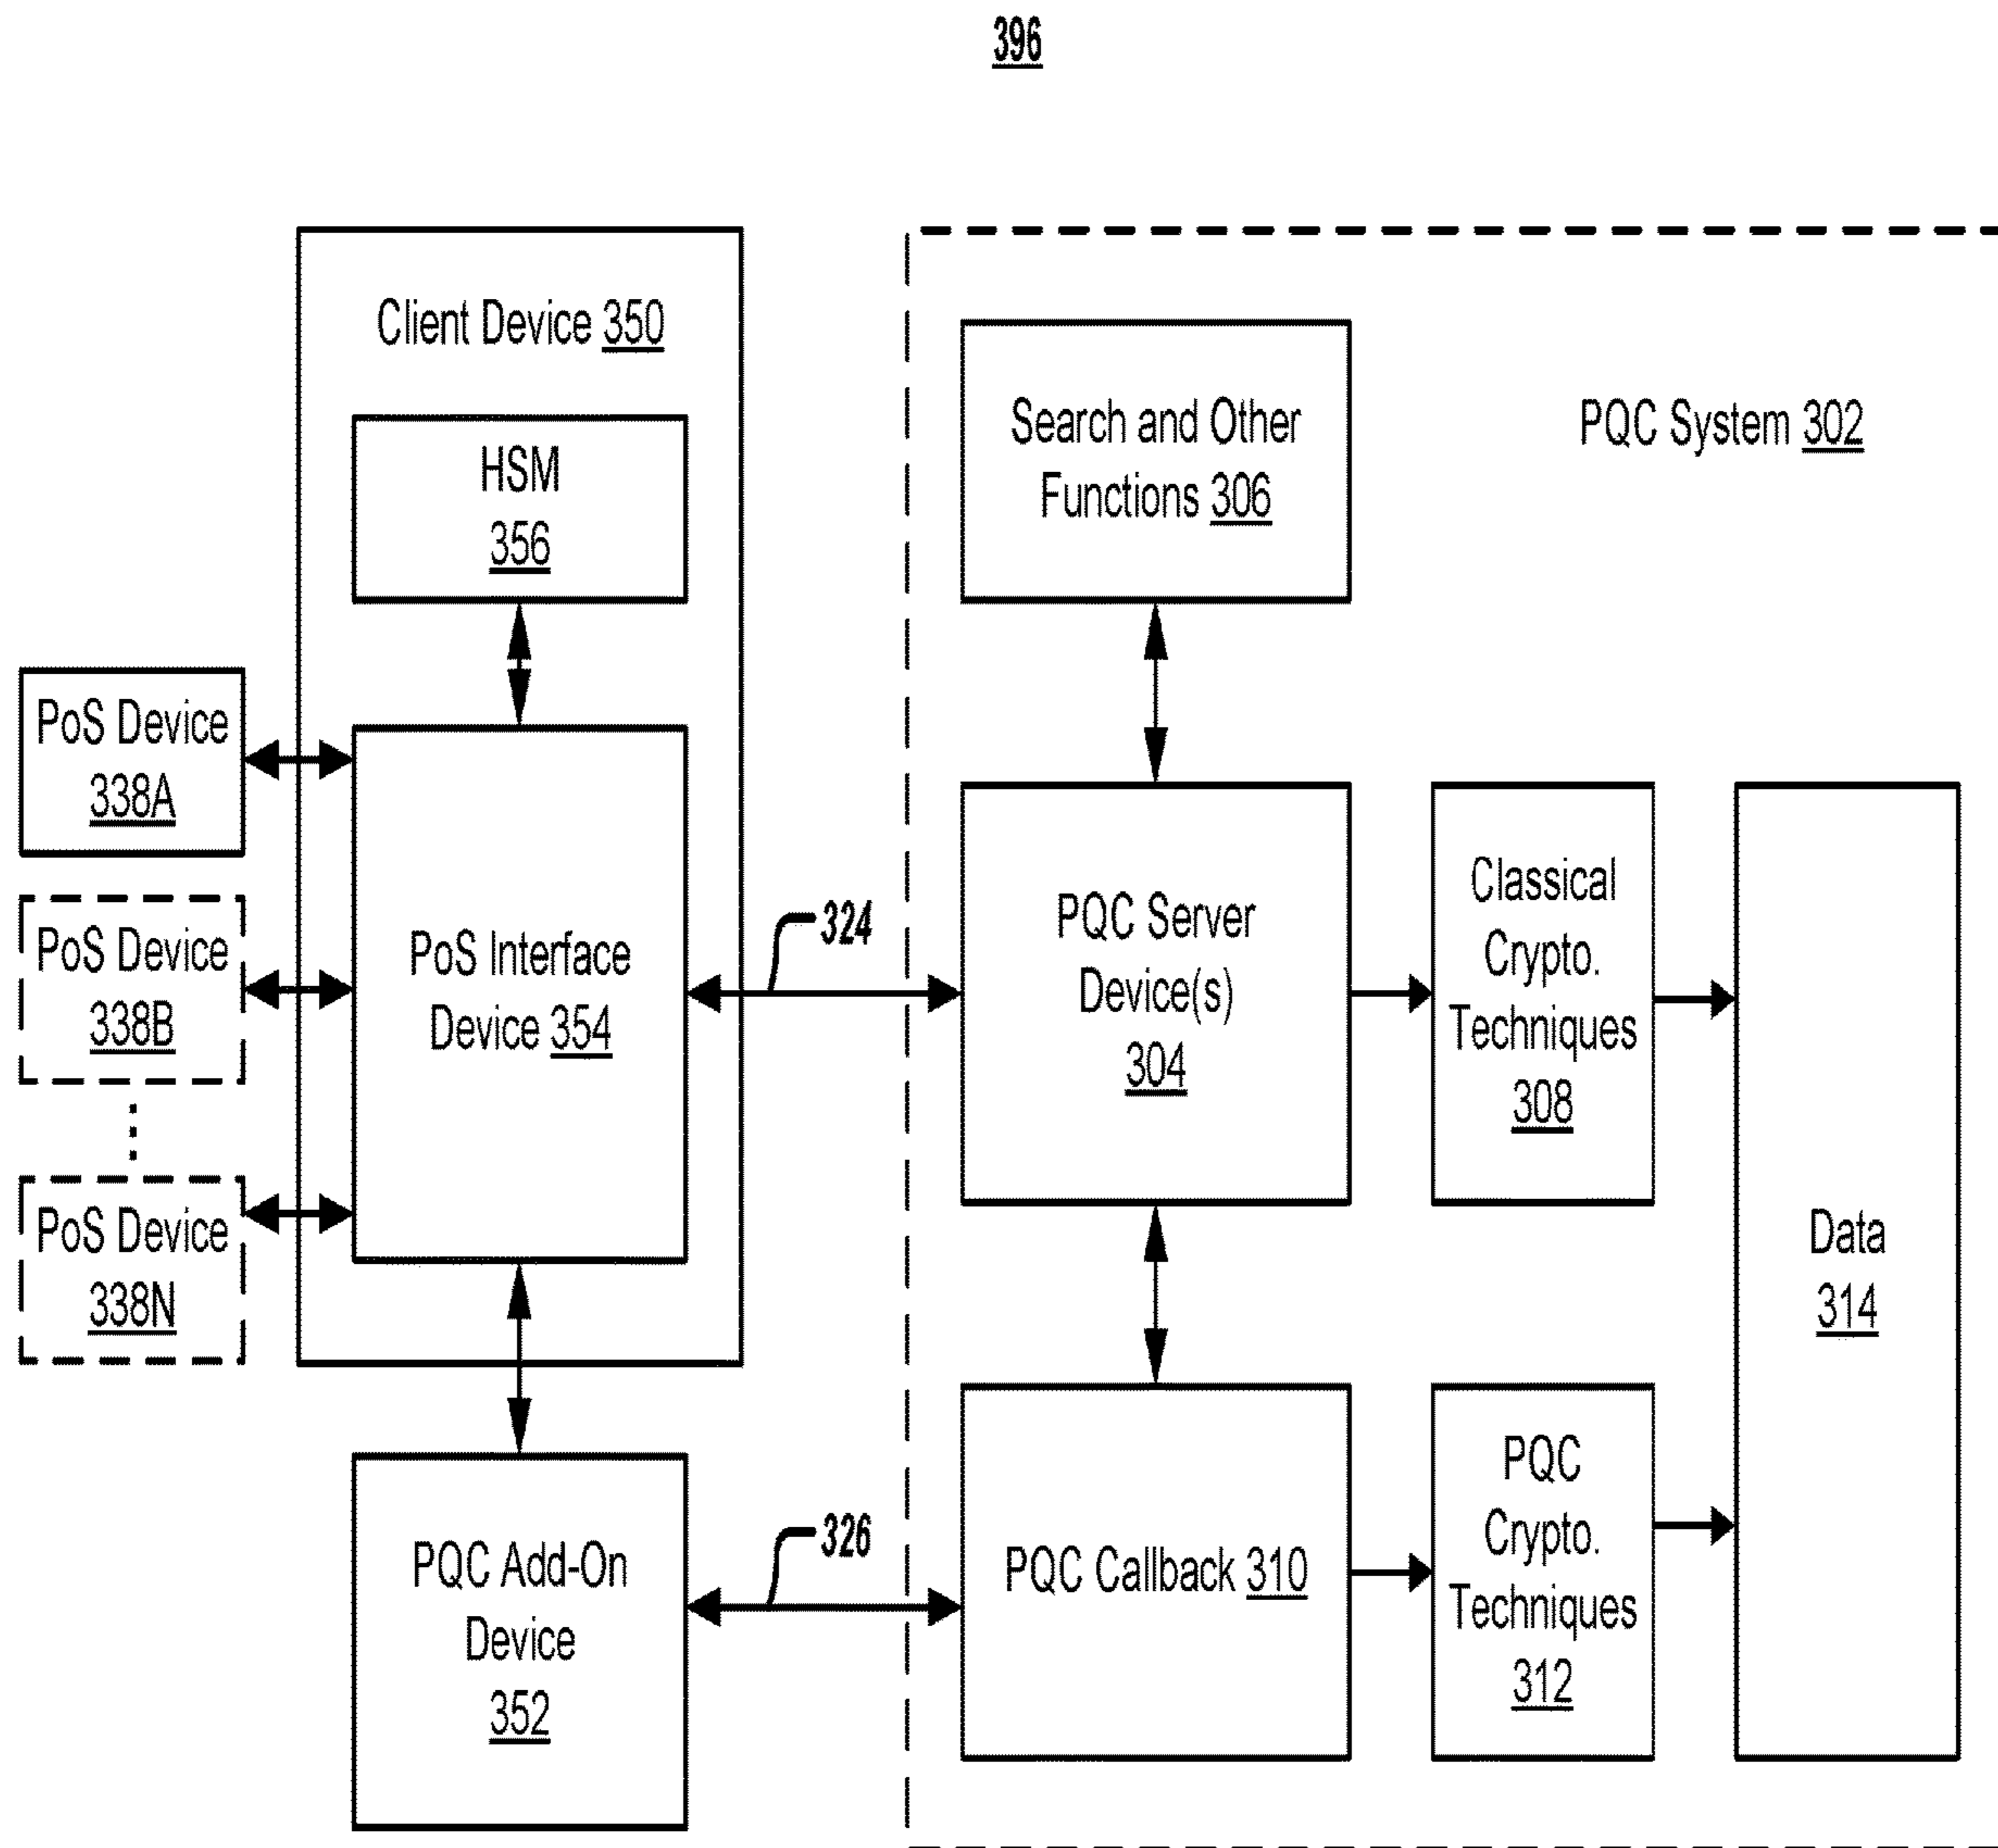 396
Client Device 350
HSM
356
PoS Device
338A
PoS Device
338B
PoS Device
338N
PoS Interface
Device 354
PQC Add-On
Device
352
324
326
PQC System 302
Search and Other
Functions 306
PQC Server
Device(s)
304
Classical
Crypto.
Techniques
308
PQC Callback 310
PQC
Crypto.
Techniques
312
Data
314